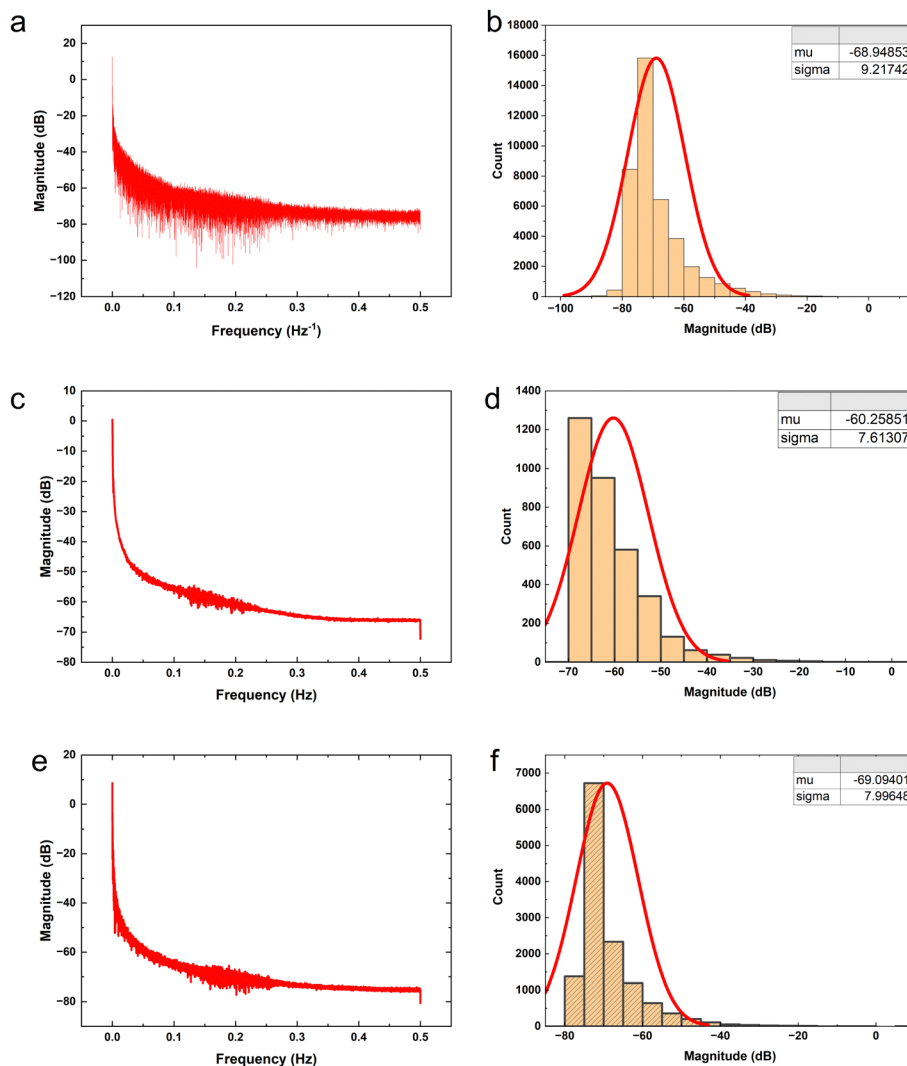 a
20
0
−20
−40
−60
−80
−100
−120
0.0 0.1 0.2 0.3 0.4 0.5
Magnitude (dB)
Frequency (Hz-1)
b
18000
16000
14000
12000
10000
8000
6000
4000
2000
0
−100 −80 −60 −40 −20 0
Count
Magnitude (dB)
mu -68.94853
sigma 9.21742
c
10
0
−10
−20
−30
−40
−50
−60
−70
−80
0.0 0.1 0.2 0.3 0.4 0.5
Magnitude (dB)
Frequency (Hz)
d
1400
1200
1000
800
600
400
200
0
−70 −60 −50 −40 −30 −20 −10 0
Count
Magnitude (dB)
mu -60.25851
sigma 7.61307
e
20
0
−20
−40
−60
−80
0.0 0.1 0.2 0.3 0.4 0.5
Magnitude (dB)
Frequency (Hz)
f
7000
6000
5000
4000
3000
2000
1000
0
−80 −60 −40 −20 0
Count
Magnitude (dB)
mu -69.09401
sigma 7.99648